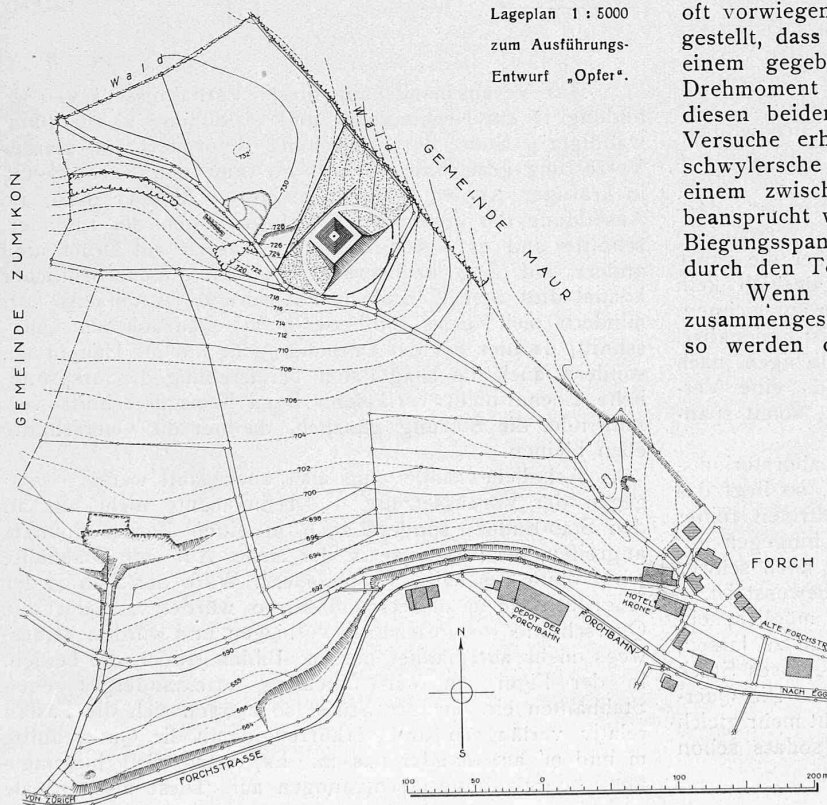 Lageplan 1 : 5000
zum Ausführungs-
Entwurf „Opfer“.
oft vorwiegen
gestellt, dass
einem gegeb
Drehmoment
diesen beider
Versuche erh
schwylersche
einem zwisch
beansprucht w
Biegungsspan
durch den To
Wenn
zusammenges
so werden d
Wald
Wald
GEMEINDE MAUR
GEMEINDE ZUMIKON
732
730
728
726
724
722
720
718
716
714
712
710
708
706
704
702
700
698
696
694
692
690
FORCH
HOTEL KRONE
DEPOT DER
FORCHBAHN
FORCHBAHN
ALTE FORCHSTR
NACH EGG
N
S
FORCHSTRASSE
VON ZÜRICH
100 50 0 100 200 m